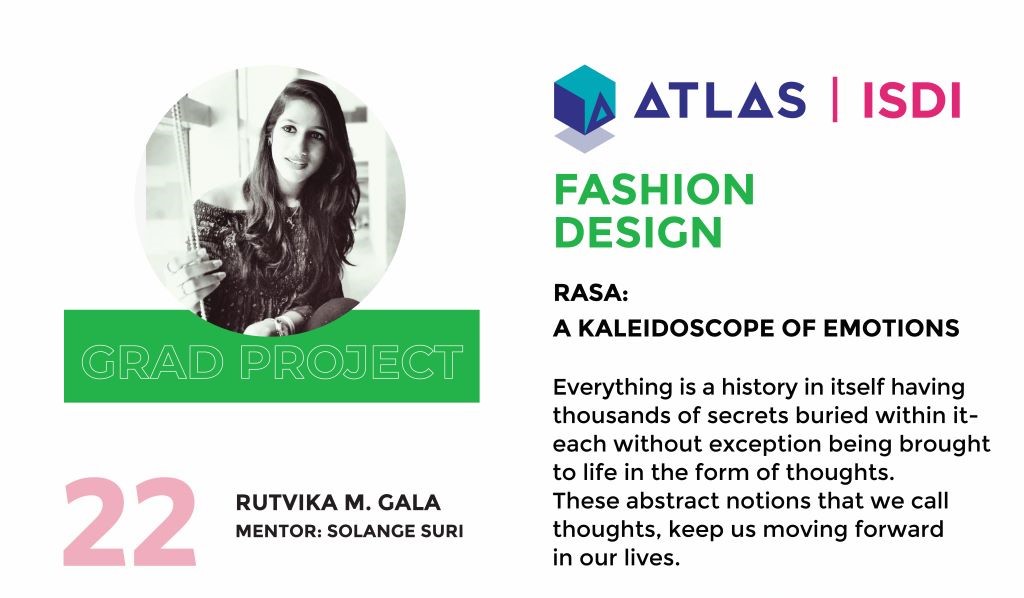 GRAD PROJECT
22
RUTVIKA M. GALA
MENTOR: SOLANGE SURI
ATLAS | ISDI
FASHION
DESIGN
RASA:
A KALEIDOSCOPE OF EMOTIONS
Everything is a history in itself having
thousands of secrets buried within it-
each without exception being brought
to life in the form of thoughts.
These abstract notions that we call
thoughts, keep us moving forward
in our lives.